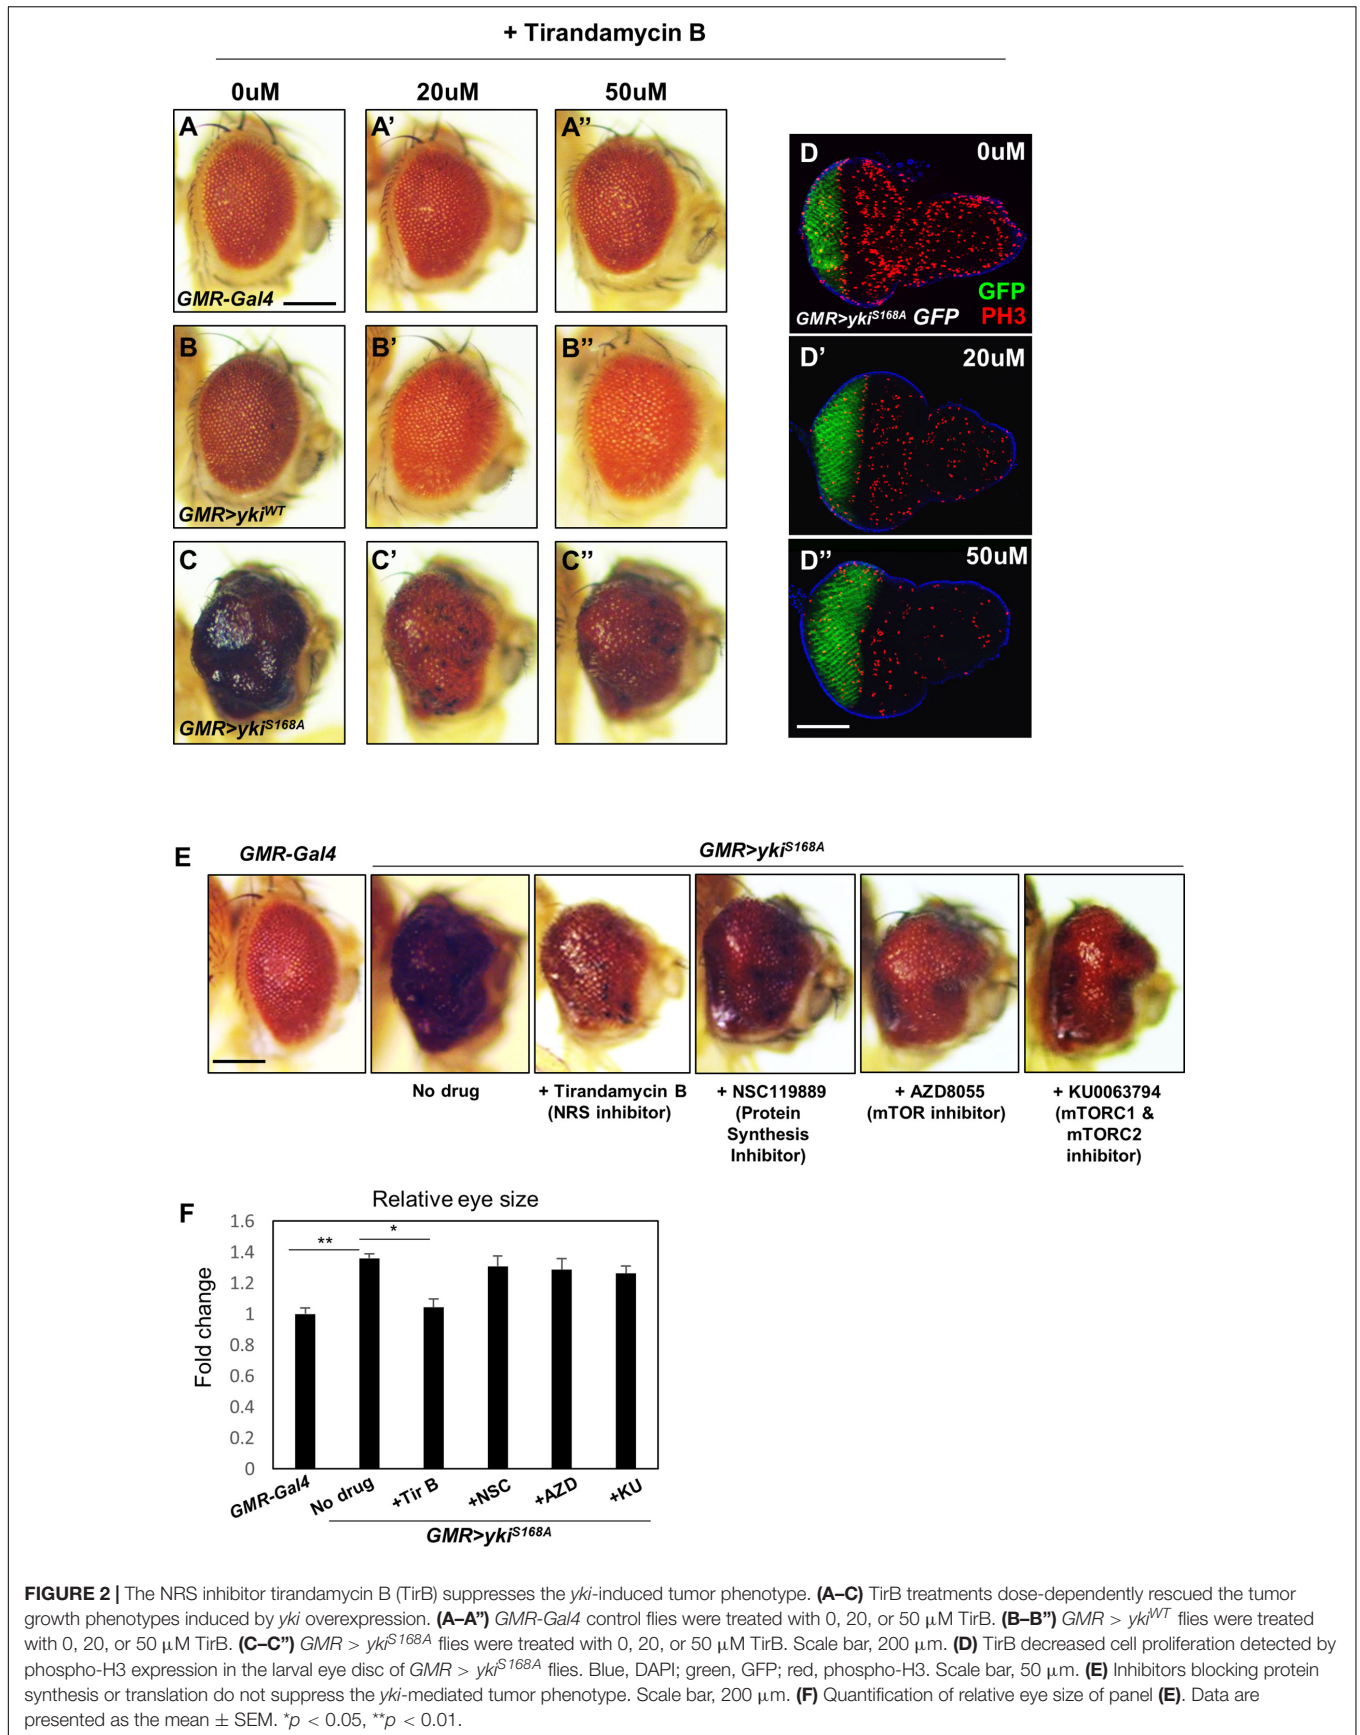 + Tirandamycin B
0uM 20uM 50uM
A A' A"
GMR-Gal4
B B' B"
GMR>yki^WT
C C' C"
GMR>yki^S168A
D 0uM
GFP
GMR>yki^S168A GFP PH3
D' 20uM
D" 50uM
E GMR-Gal4 GMR>yki^S168A
No drug
+ Tirandamycin B
(NRS inhibitor)
+ NSC119889
(Protein
Synthesis
Inhibitor)
+ AZD8055
(mTOR inhibitor)
+ KU0063794
(mTORC1 &
mTORC2
inhibitor)
F Relative eye size
Fold change
1.6
1.4
1.2
1
0.8
0.6
0.4
0.2
0
** *
GMR-Gal4 No drug +Tir B +NSC +AZD +KU
GMR>yki^S168A
FIGURE 2 | The NRS inhibitor tirandamycin B (TirB) suppresses the yki-induced tumor phenotype. (A–C) TirB treatments dose-dependently rescued the tumor
growth phenotypes induced by yki overexpression. (A–A") GMR-Gal4 control flies were treated with 0, 20, or 50 μM TirB. (B–B") GMR > yki^WT flies were treated
with 0, 20, or 50 μM TirB. (C–C") GMR > yki^S168A flies were treated with 0, 20, or 50 μM TirB. Scale bar, 200 μm. (D) TirB decreased cell proliferation detected by
phospho-H3 expression in the larval eye disc of GMR > yki^S168A flies. Blue, DAPI; green, GFP; red, phospho-H3. Scale bar, 50 μm. (E) Inhibitors blocking protein
synthesis or translation do not suppress the yki-mediated tumor phenotype. Scale bar, 200 μm. (F) Quantification of relative eye size of panel (E). Data are
presented as the mean ± SEM. *p < 0.05, **p < 0.01.